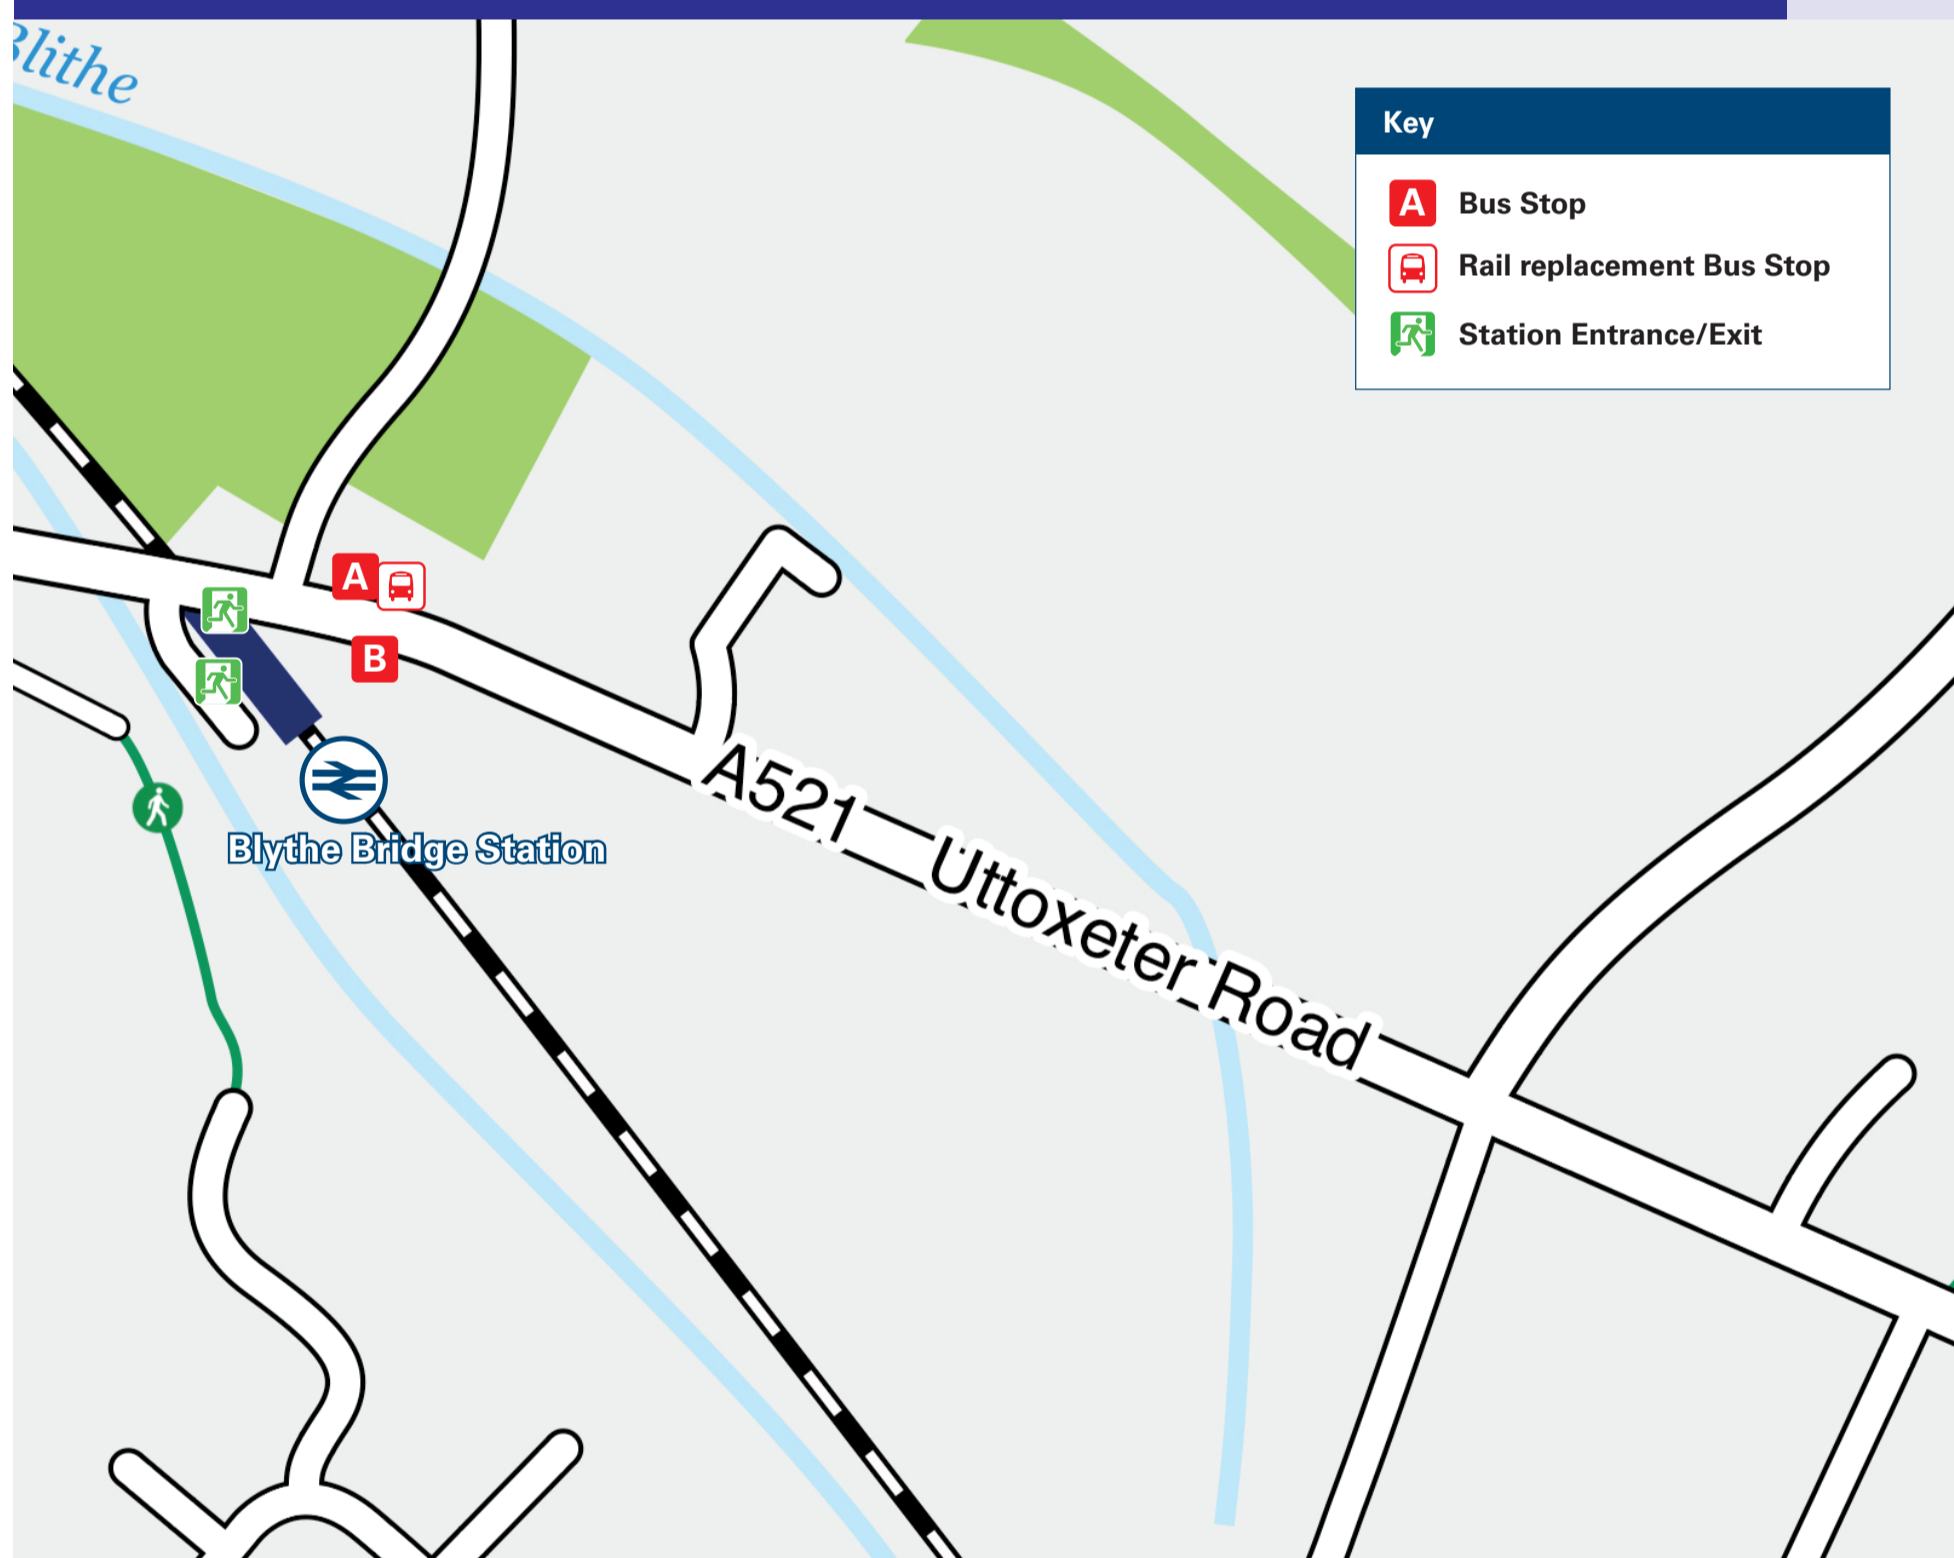 Blithe
Key
A Bus Stop
Rail replacement Bus Stop
Station Entrance/Exit
A
B
Blythe Bridge Station
A521 Uttoxeter Road